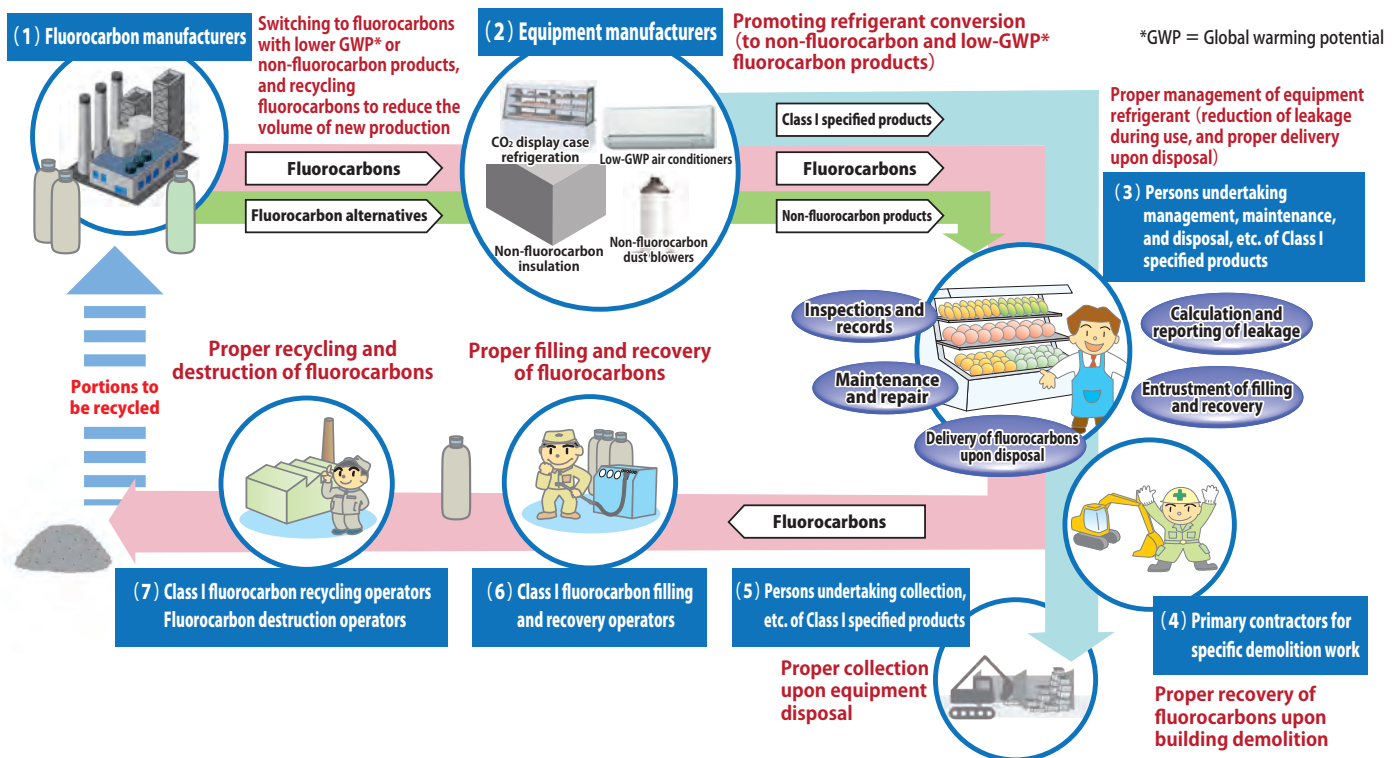 (1) Fluorocarbon manufacturers
Switching to fluorocarbons
with lower GWP* or
non-fluorocarbon products,
and recycling
fluorocarbons to reduce the
volume of new production
(2) Equipment manufacturers
Promoting refrigerant conversion
(to non-fluorocarbon and low-GWP*
fluorocarbon products)
*GWP = Global warming potential
CO₂ display case
refrigeration
Low-GWP air conditioners
Non-fluorocarbon
insulation
Non-fluorocarbon
dust blowers
Fluorocarbons
Fluorocarbon alternatives
Class I specified products
Fluorocarbons
Non-fluorocarbon products
Proper management of equipment
refrigerant (reduction of leakage
during use, and proper delivery
upon disposal)
(3) Persons undertaking
management, maintenance,
and disposal, etc. of Class I
specified products
Inspections and
records
Maintenance
and repair
Delivery of fluorocarbons
upon disposal
Calculation and
reporting of leakage
Entrustment of filling
and recovery
Portions to
be recycled
Proper recycling and
destruction of fluorocarbons
Proper filling and recovery
of fluorocarbons
Fluorocarbons
(7) Class I fluorocarbon recycling operators
Fluorocarbon destruction operators
(6) Class I fluorocarbon filling
and recovery operators
(5) Persons undertaking collection,
etc. of Class I specified products
Proper collection
upon equipment
disposal
(4) Primary contractors for
specific demolition work
Proper recovery of
fluorocarbons upon
building demolition